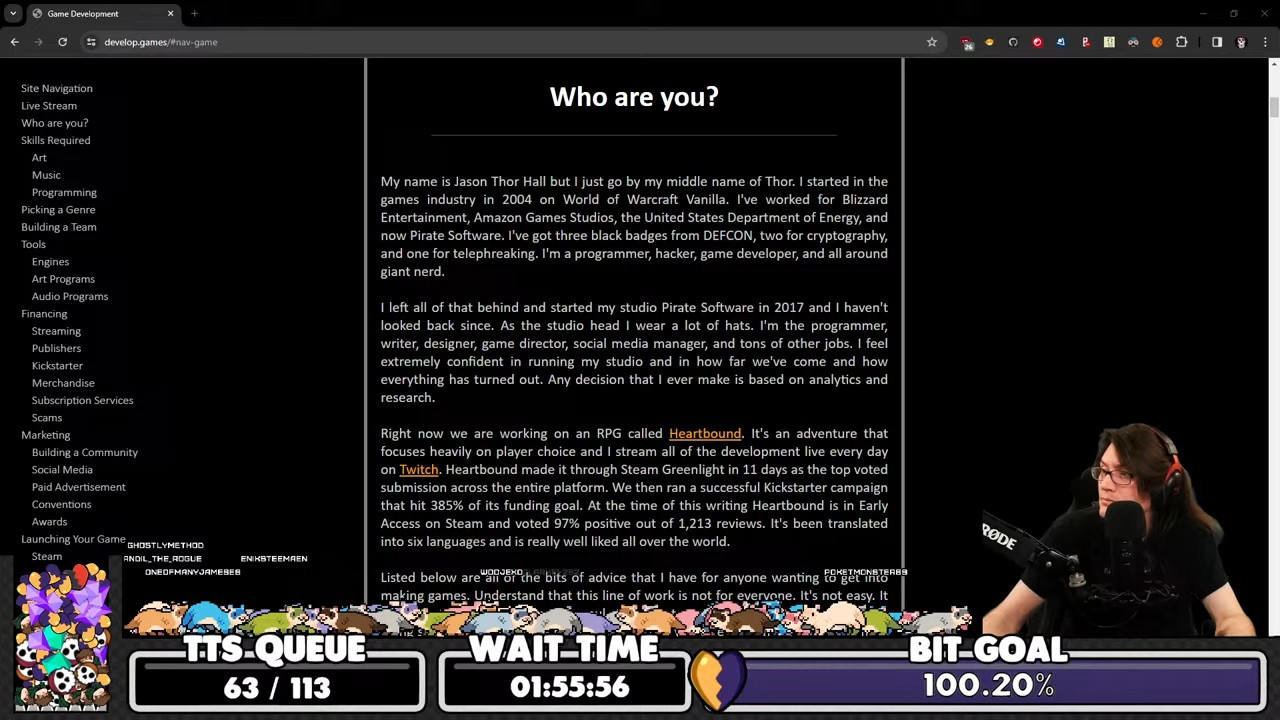 Game Development
develop.games/#nav-game
26
Site Navigation
Live Stream
Who are you?
Skills Required
Art
Music
Programming
Picking a Genre
Building a Team
Tools
Engines
Art Programs
Audio Programs
Financing
Streaming
Publishers
Kickstarter
Merchandise
Subscription Services
Scams
Marketing
Building a Community
Social Media
Paid Advertisement
Conventions
Awards
Launching Your Game
Steam
Who are you?
My name is Jason Thor Hall but I just go by my middle name of Thor. I started in the
games industry in 2004 on World of Warcraft Vanilla. I've worked for Blizzard
Entertainment, Amazon Games Studios, the United States Department of Energy, and
now Pirate Software. I've got three black badges from DEFCON, two for cryptography,
and one for telephreaking. I'm a programmer, hacker, game developer, and all around
giant nerd.
I left all of that behind and started my studio Pirate Software in 2017 and I haven't
looked back since. As the studio head I wear a lot of hats. I'm the programmer,
writer, designer, game director, social media manager, and tons of other jobs. I feel
extremely confident in running my studio and in how far we've come and how
everything has turned out. Any decision that I ever make is based on analytics and
research.
Right now we are working on an RPG called Heartbound. It's an adventure that
focuses heavily on player choice and I stream all of the development live every day
on Twitch. Heartbound made it through Steam Greenlight in 11 days as the top voted
submission across the entire platform. We then ran a successful Kickstarter campaign
that hit 385% of its funding goal. At the time of this writing Heartbound is in Early
Access on Steam and voted 97% positive out of 1,213 reviews. It's been translated
into six languages and is really well liked all over the world.
Listed below are all of the bits of advice that I have for anyone wanting to get into
making games. Understand that this line of work is not for everyone. It's not easy. It
GHOSTLYMETHOD
ANDIL_THE_ROGUE
ENIKSTEEMAEN
ONEOFMANYJAMESES
WOOJEXO
POKETMONSTER89
RØDE
TTS QUEUE
63 / 113
WAIT TIME
01:55:56
BIT GOAL
100.20%